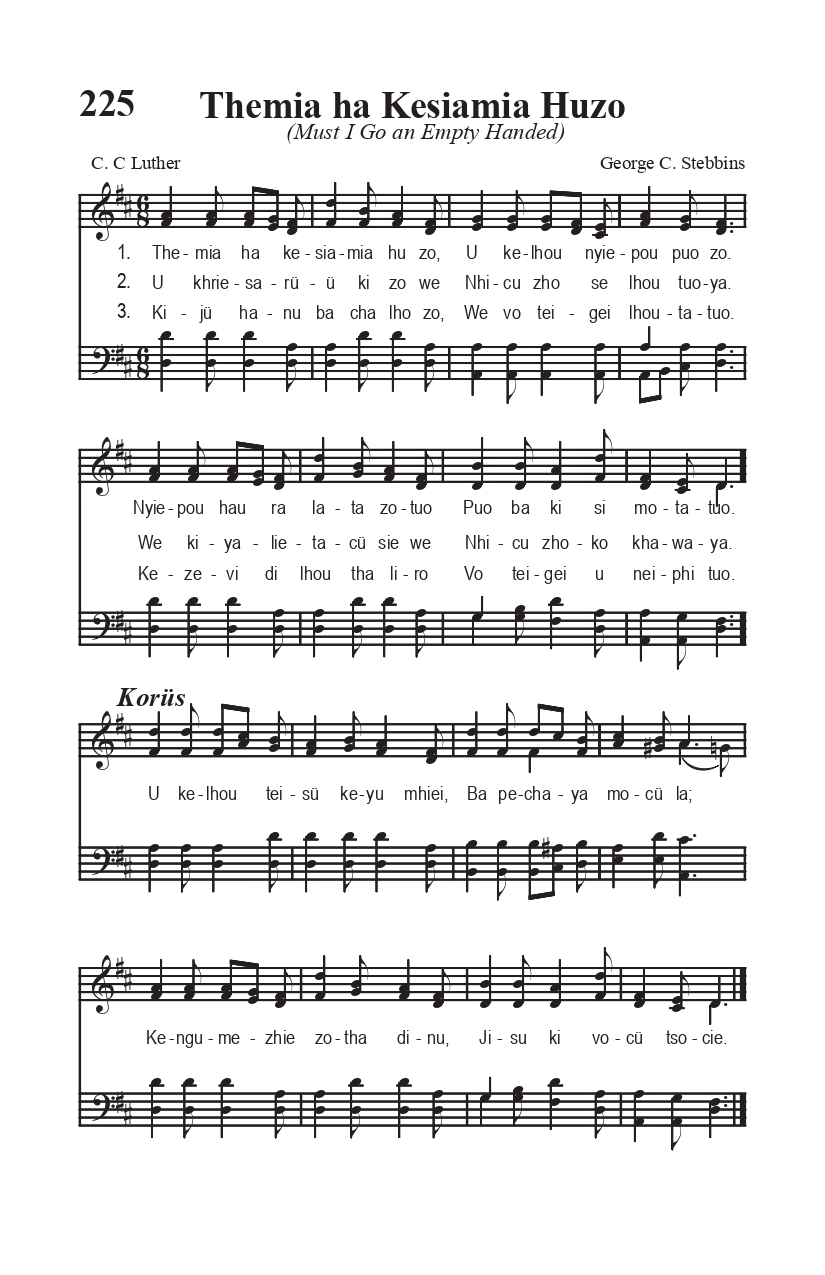 225 Themia ha Kesiamia Huzo
(Must I Go an Empty Handed)
C. C Luther George C. Stebbins
1. The - mia ha ke - sia - mia hu zo, U ke - lhou nyie - pou puo zo.
2. U khrie - sa - rü - ü ki zo we Nhi - cu zho se lhou tuo - ya.
3. Ki - jü ha - nu ba cha lho zo, We vo tei - gei lhou - ta - tuo.
Nyie - pou hau ra la - ta zo - tuo Puo ba ki si mo - ta - tuo.
We ki - ya - lie - ta - cü sie we Nhi - cu zho - ko kha - wa - ya.
Ke - ze - vi di lhou tha li - ro Vo tei - gei u nei - phi tuo.
Korüs
U ke - lhou tei - sü ke - yu mhiei, Ba pe - cha - ya mo - cü la;
Ke - ngu - me - zhie zo - tha di - nu, Ji - su ki vo - cü tso - cie.